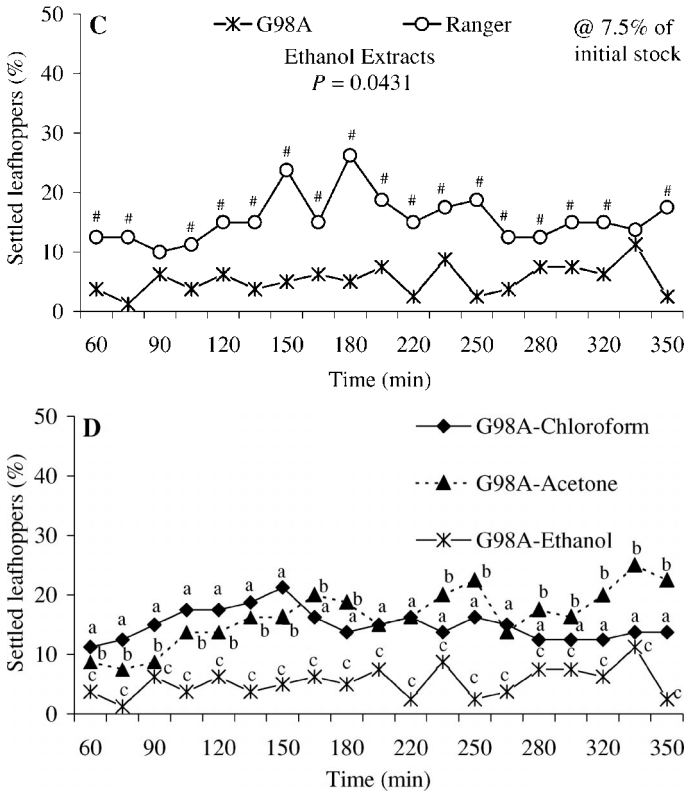 C
G98A
Ranger
@ 7.5% of
initial stock
Ethanol Extracts
P = 0.0431
Settled leafhoppers (%)
50
40
30
20
10
0
# # # # # # # # # # # # # # # # #
60 90 120 150 180 220 250 280 320 350
Time (min)
D
G98A-Chloroform
G98A-Acetone
G98A-Ethanol
Settled leafhoppers (%)
50
40
30
20
10
0
a a a a a a a a a a a a a a a a
b b b b b b b b b b b b b b b b b
c c c c c c c c c c c c c c c c c c c
60 90 120 150 180 220 250 280 320 350
Time (min)